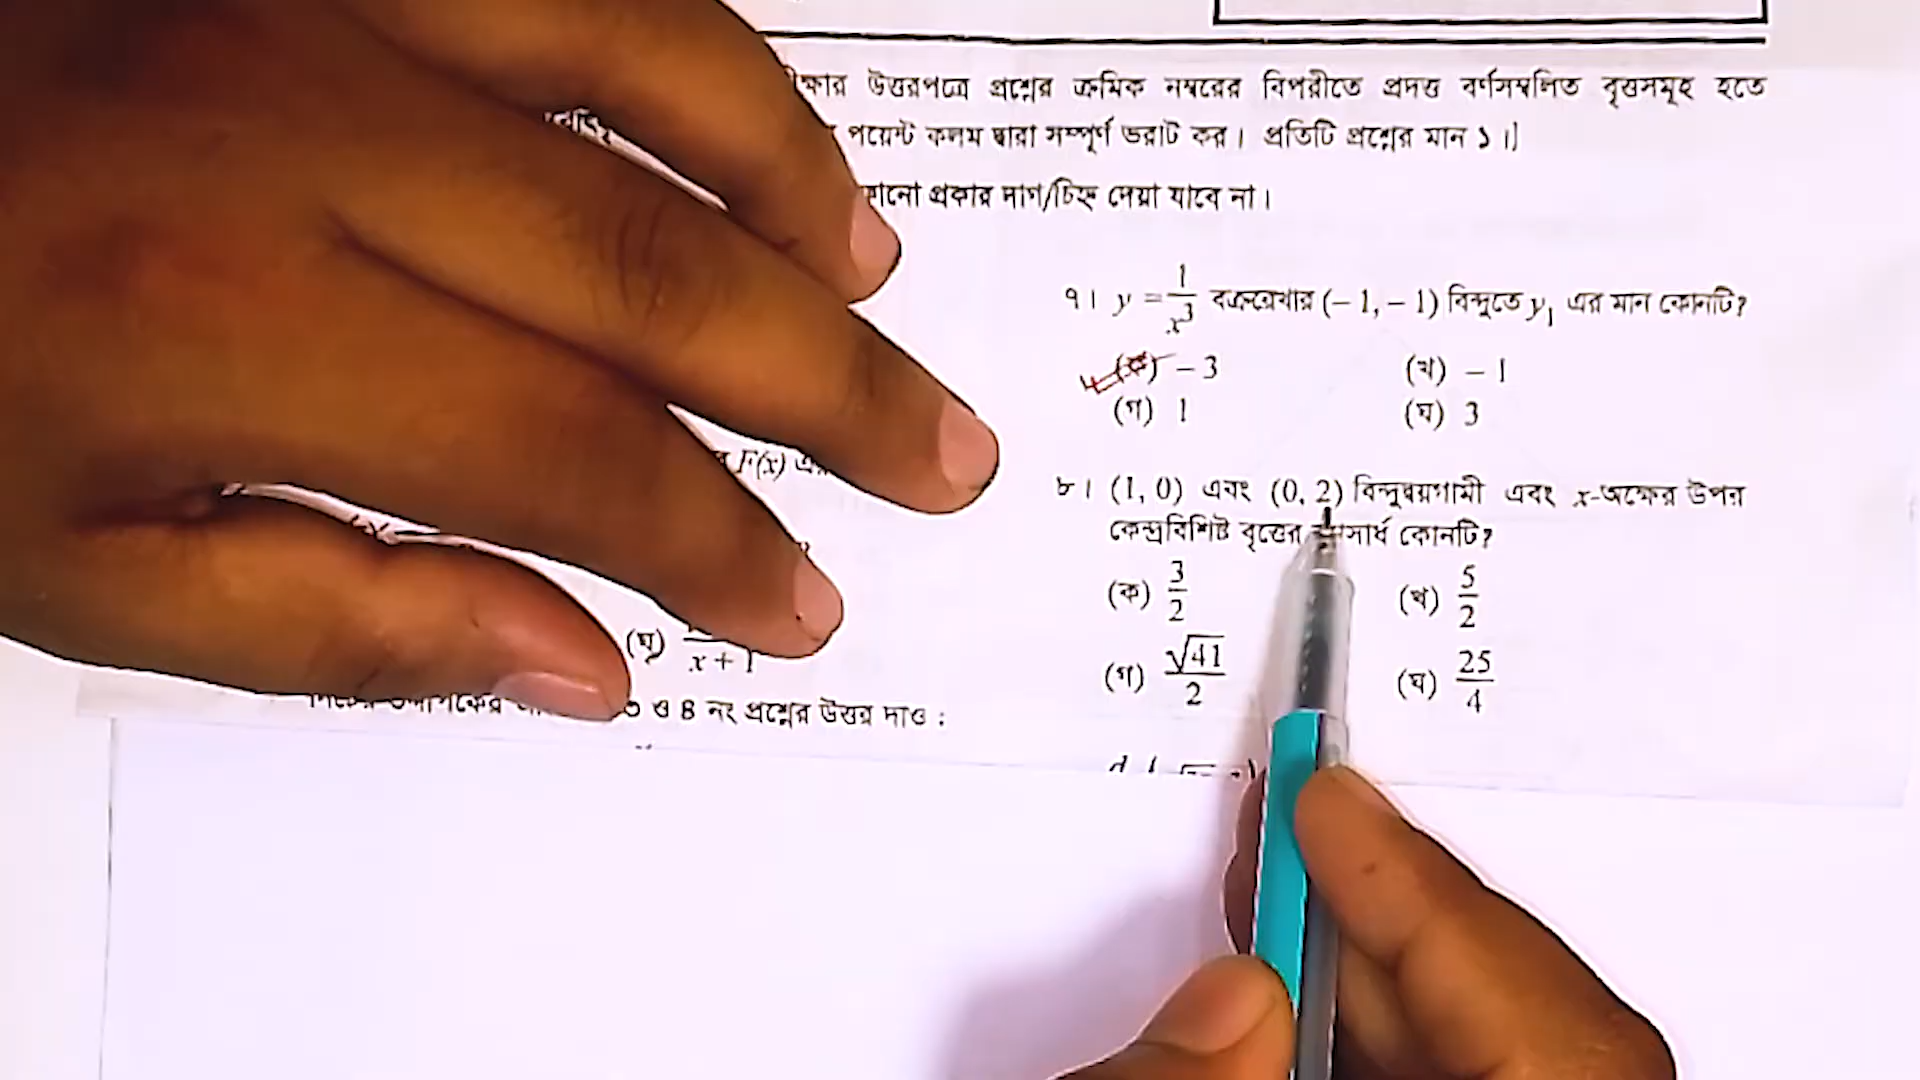 উত্তরপত্রে প্রশ্নের ক্রমিক নম্বরের বিপরীতে প্রদত্ত বর্ণসম্বলিত বৃত্তসমূহ হতে
পয়েন্ট কলম দ্বারা সম্পূর্ণ ভরাট কর। প্রতিটি প্রশ্নের মান ১।]
প্রকার দাগ/চিহ্ন দেয়া যাবে না।
F(x)
(ঘ) x + 1
৩ ও ৪ নং প্রশ্নের উত্তর দাও :
৭। y = 1/x³ বক্ররেখার (– 1, – 1) বিন্দুতে y₁ এর মান কোনটি?
(ক) – 3 (খ) – 1
(গ) 1 (ঘ) 3
৮। (1, 0) এবং (0, 2) বিন্দুদ্বয়গামী এবং x-অক্ষের উপর
কেন্দ্রবিশিষ্ট বৃত্তের কোনটি?
(ক) 3/2 (খ) 5/2
(গ) √41/2 (ঘ) 25/4